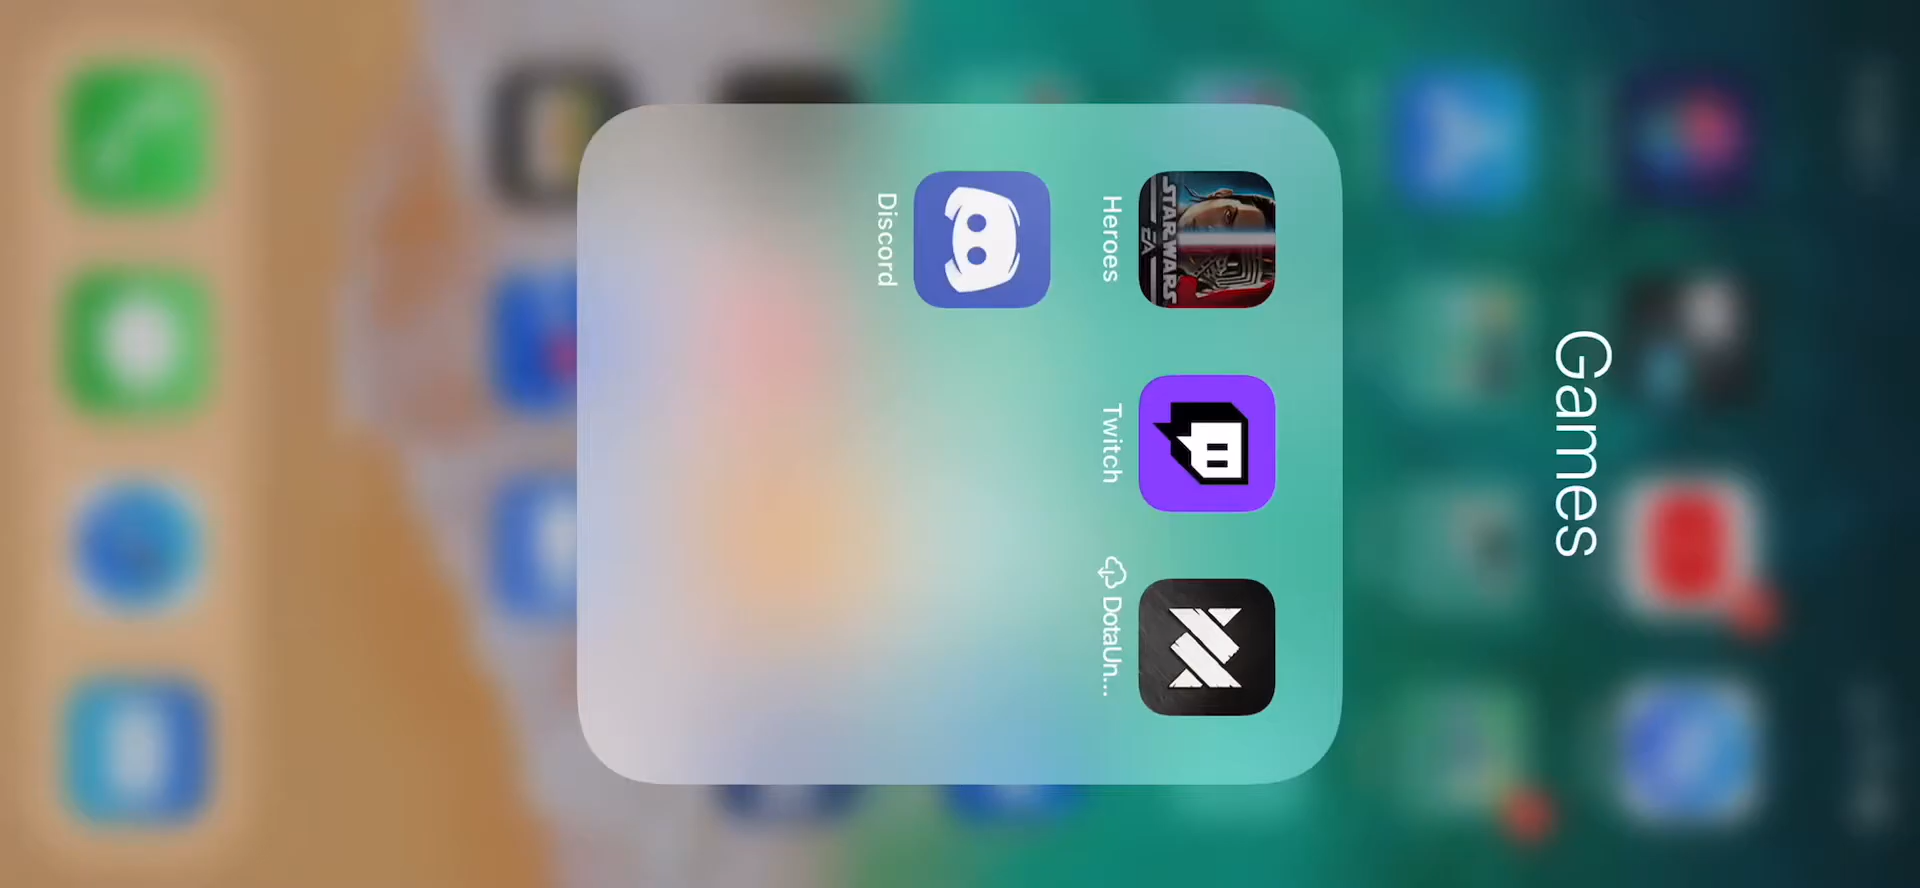 Games
STAR WARS
EA
Heroes
Twitch
DotaUn...
Discord